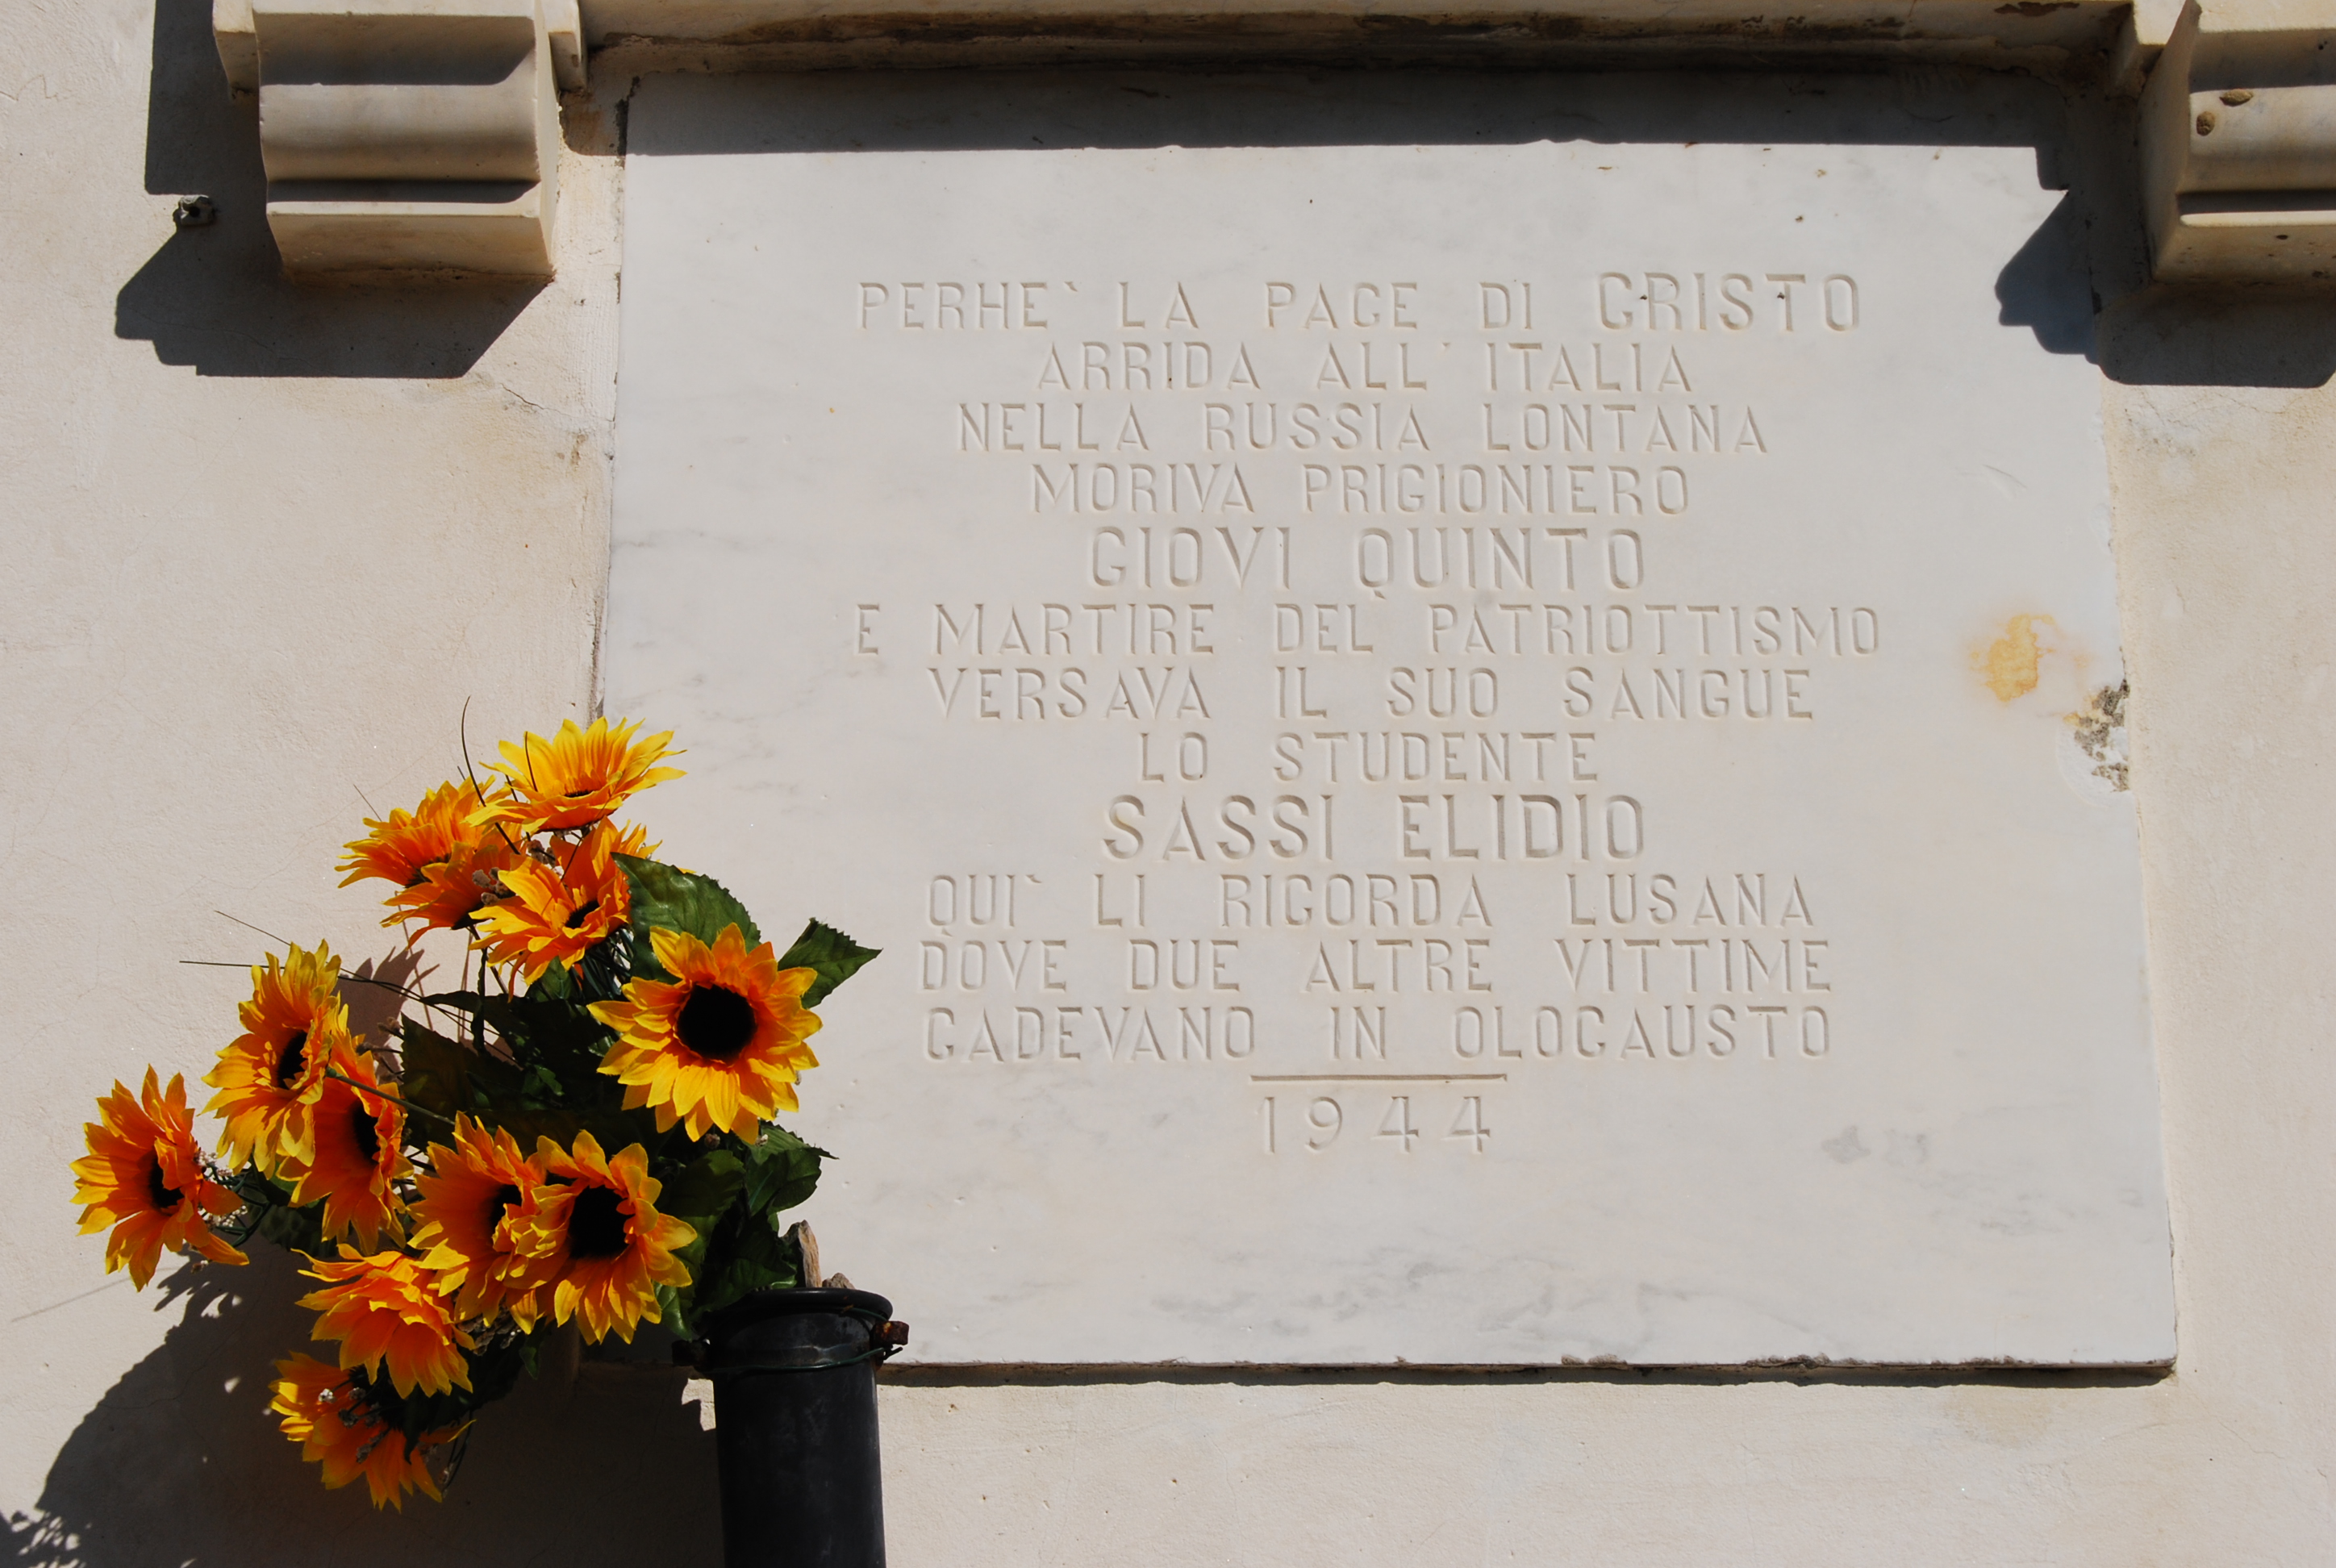 PERHE` LA PACE DI CRISTO
ARRIDA ALL'ITALIA
NELLA RUSSIA LONTANA
MORIVA PRIGIONIERO
GIOVI QUINTO
E MARTIRE DEL PATRIOTTISMO
VERSAVA IL SUO SANGUE
LO STUDENTE
SASSI ELIDIO
QUI` LI RICORDA LUSANA
DOVE DUE ALTRE VITTIME
CADEVANO IN OLOCAUSTO
1944